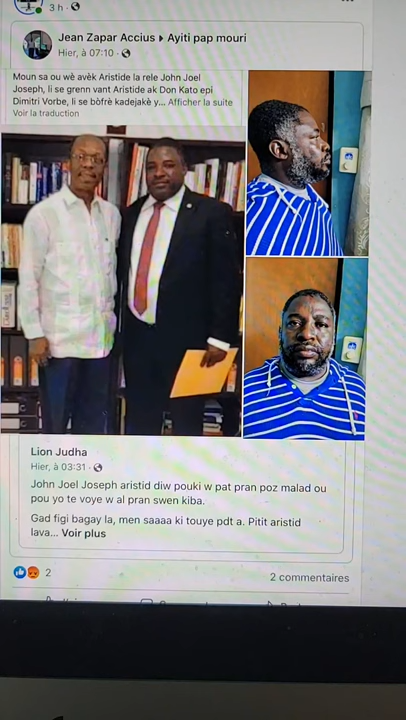 3 h ·
Jean Zapar Accius ▸ Ayiti pap mouri
Hier, à 07:10 ·
Moun sa ou wè avèk Aristide la rele John Joel
Joseph, li se grenn vant Aristide ak Don Kato epi
Dimitri Vorbe, li se bòfrè kadejakè y... Afficher la suite
Voir la traduction
Lion Judha
Hier, à 03:31 ·
John Joel Joseph aristid diw pouki w pat pran poz malad ou
pou yo te voye w al pran swen kiba.
Gad figi bagay la, men saaaa ki touye pdt a. Pitit aristid
lava... Voir plus
2
2 commentaires